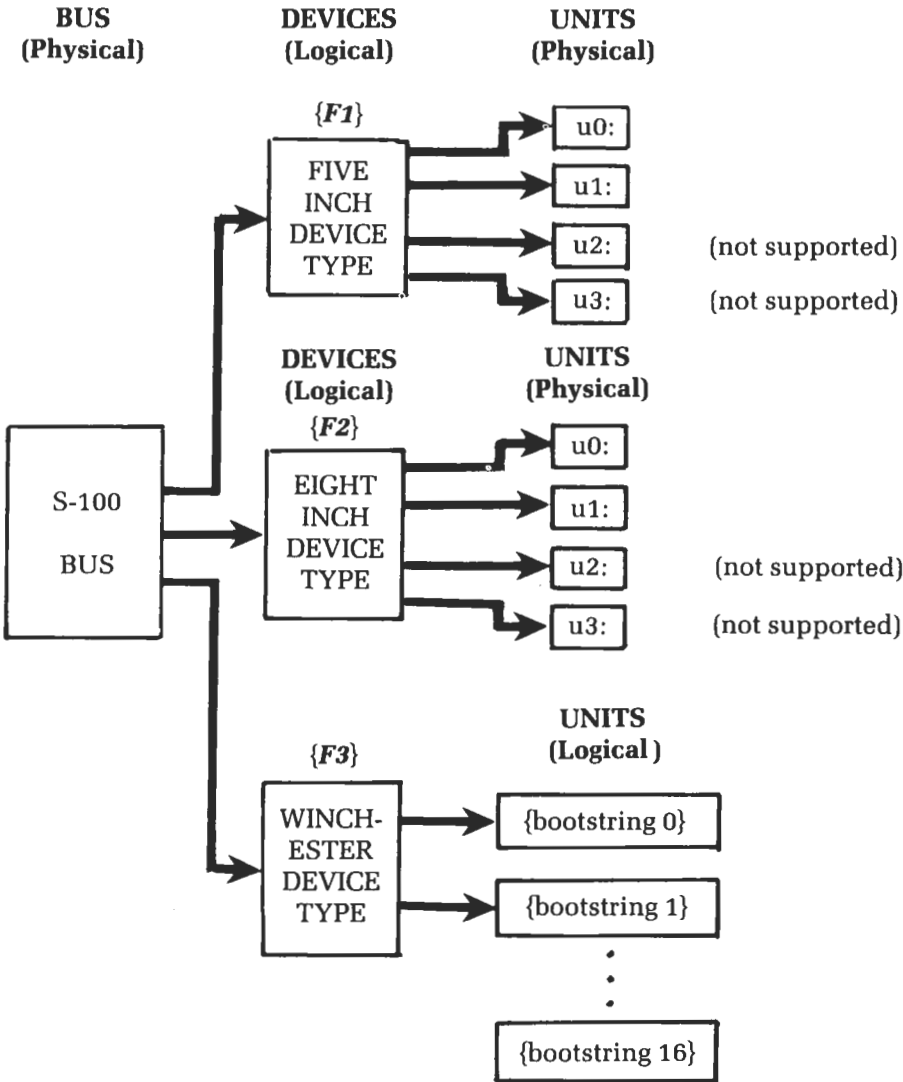 BUS
(Physical)
DEVICES
(Logical)
UNITS
(Physical)
{F1}
FIVE
INCH
DEVICE
TYPE
u0:
u1:
u2:
(not supported)
u3:
(not supported)
DEVICES
(Logical)
UNITS
(Physical)
{F2}
S-100
BUS
EIGHT
INCH
DEVICE
TYPE
u0:
u1:
u2:
(not supported)
u3:
(not supported)
UNITS
(Logical )
{F3}
WINCH-
ESTER
DEVICE
TYPE
{bootstring 0}
{bootstring 1}
{bootstring 16}